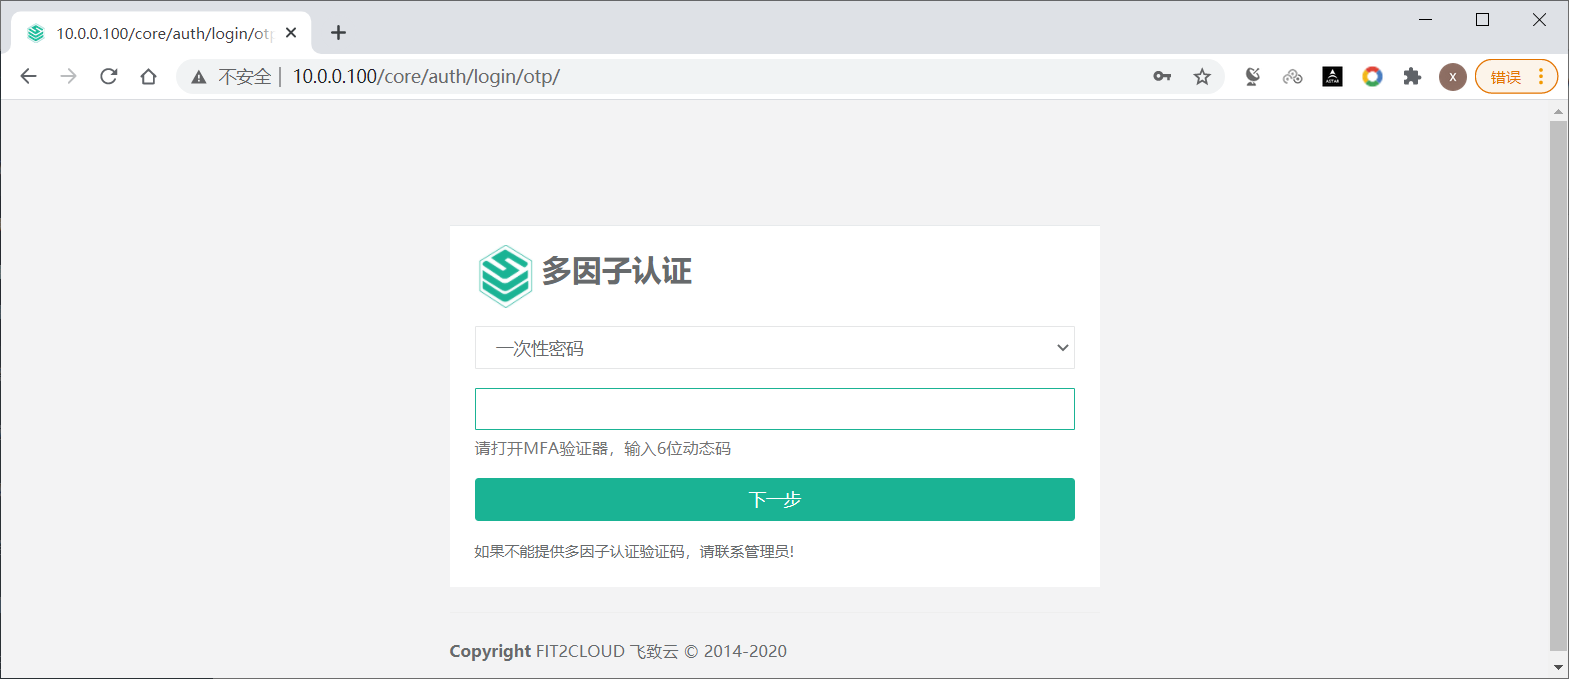 10.0.0.100/core/auth/login/otp
不安全 | 10.0.0.100/core/auth/login/otp/
x
错误
多因子认证
一次性密码
请打开MFA验证器，输入6位动态码
下一步
如果不能提供多因子认证验证码，请联系管理员!
Copyright FIT2CLOUD 飞致云 © 2014-2020